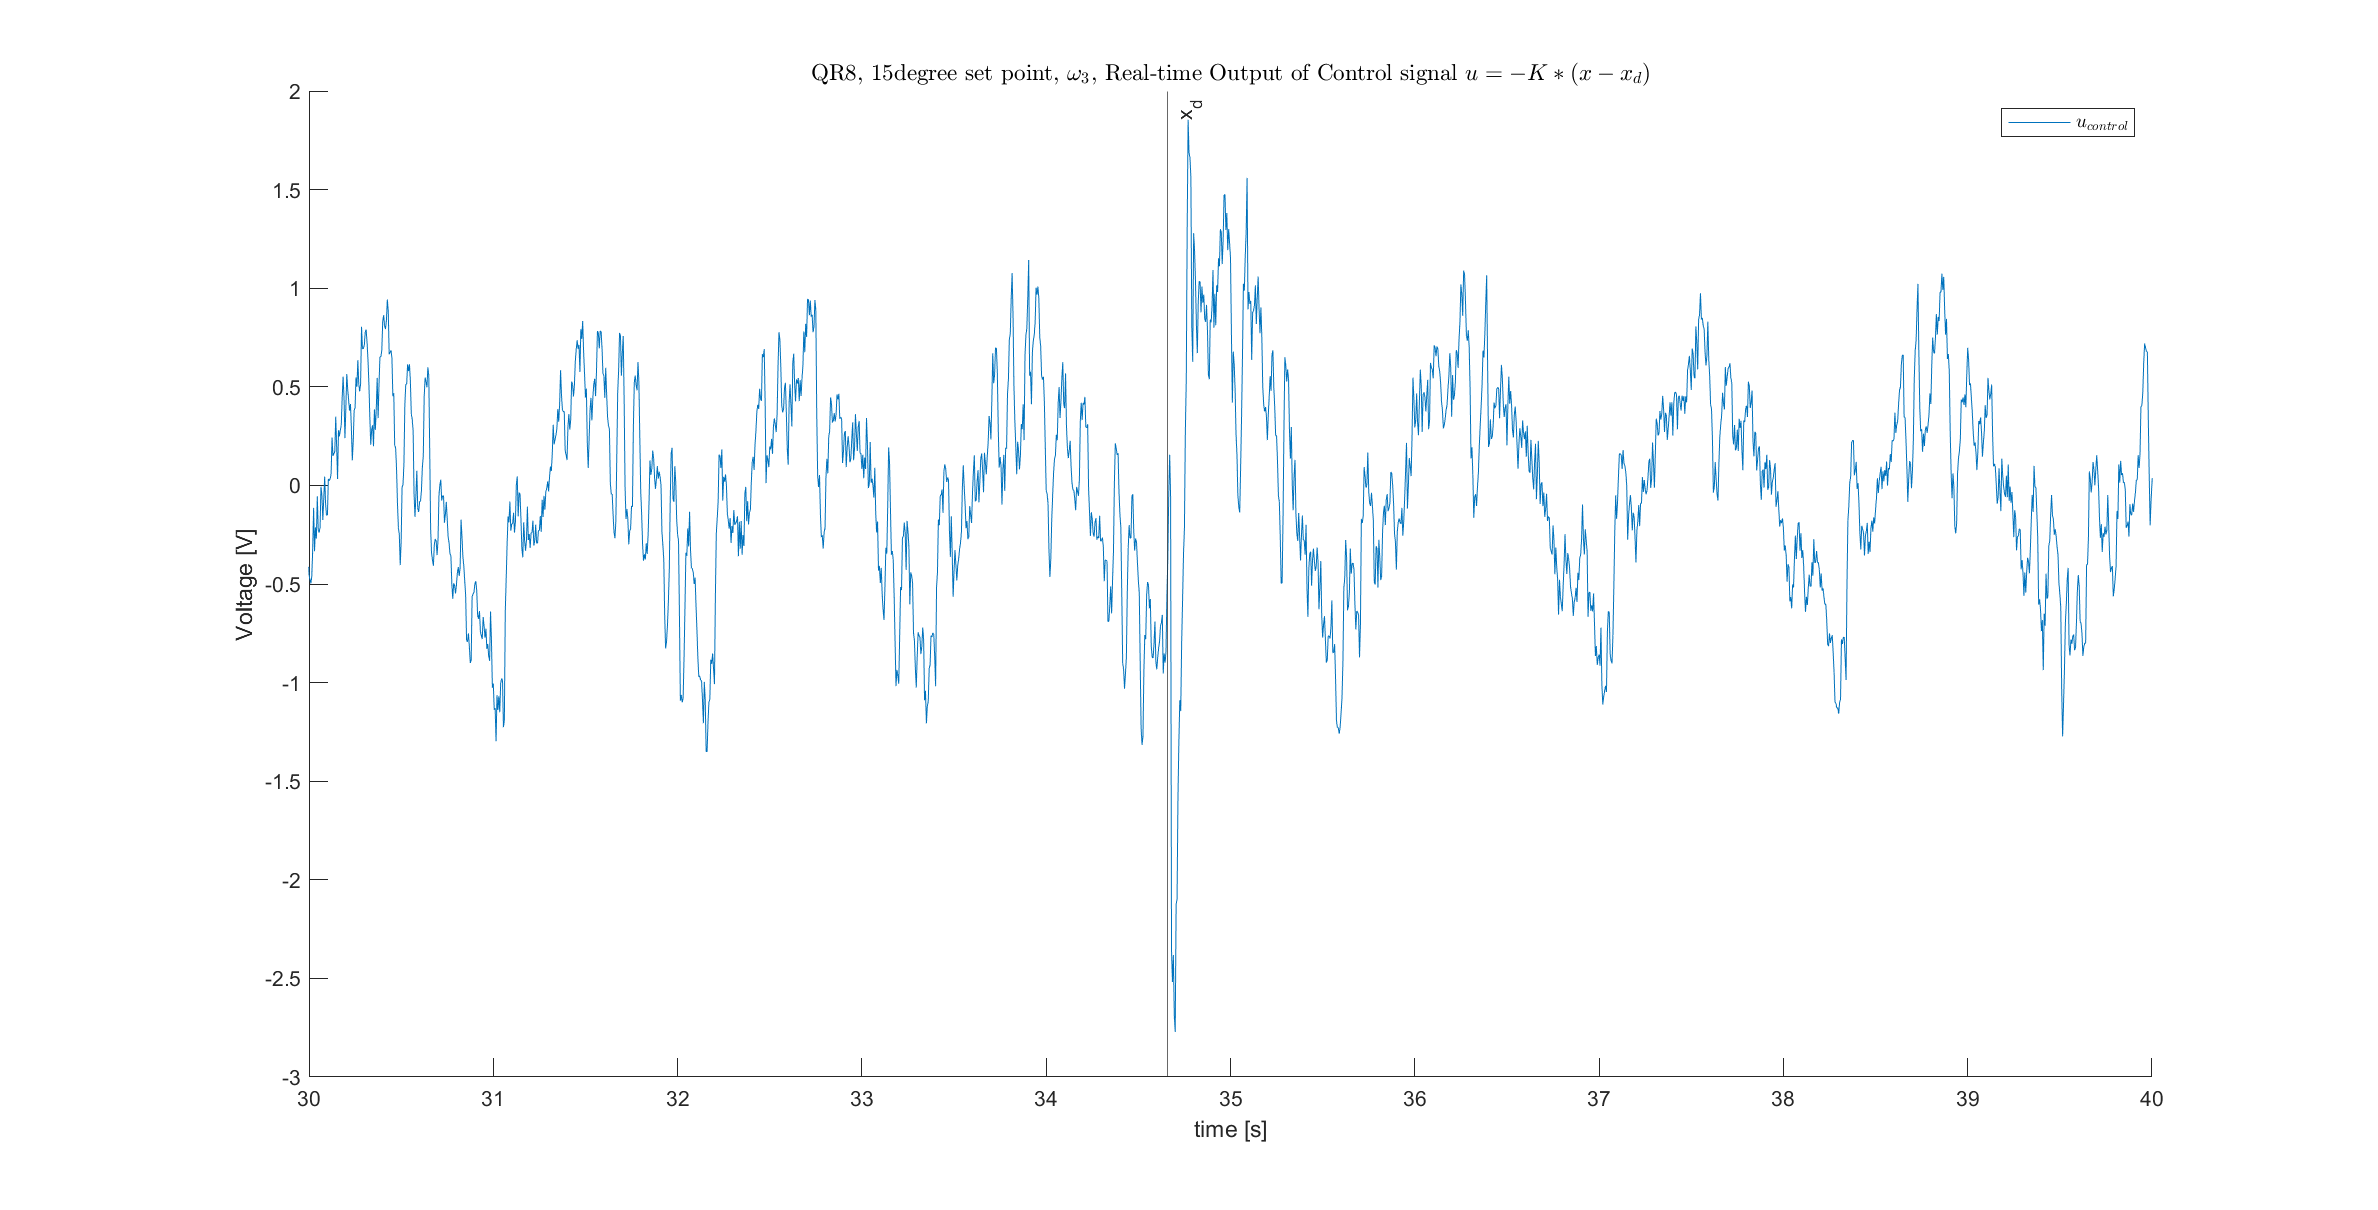 QR8, 15degree set point, ω₃, Real-time Output of Control signal u = −K ∗ (x − x_d)
x_d
u_control
2
1.5
1
0.5
0
-0.5
-1
-1.5
-2
-2.5
-3
Voltage [V]
30 31 32 33 34 35 36 37 38 39 40
time [s]